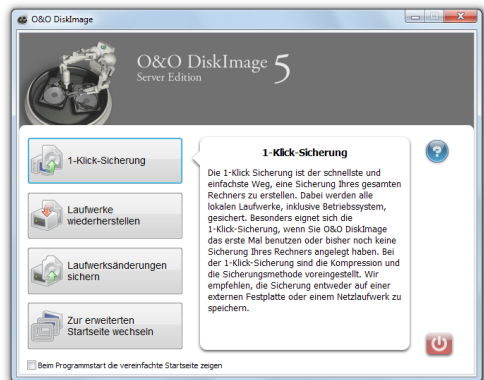 O&O DiskImage
O&O DiskImage 5
Server Edition
1-Klick-Sicherung
Laufwerke
wiederherstellen
Laufwerksänderungen
sichern
Zur erweiterten
Startseite wechseln
1-Klick-Sicherung
Die 1-Klick Sicherung ist der schnellste und
einfachste Weg, eine Sicherung Ihres gesamten
Rechners zu erstellen. Dabei werden alle
lokalen Laufwerke, inklusive Betriebssystem,
gesichert. Besonders eignet sich die
1-Klick-Sicherung, wenn Sie O&O DiskImage
das erste Mal benutzen oder bisher noch keine
Sicherung Ihres Rechners angelegt haben. Bei
der 1-Klick-Sicherung sind die Kompression und
die Sicherungsmethode voreingestellt. Wir
empfehlen, die Sicherung entweder auf einer
externen Festplatte oder einem Netzlaufwerk zu
speichern.
Beim Programmstart die vereinfachte Startseite zeigen